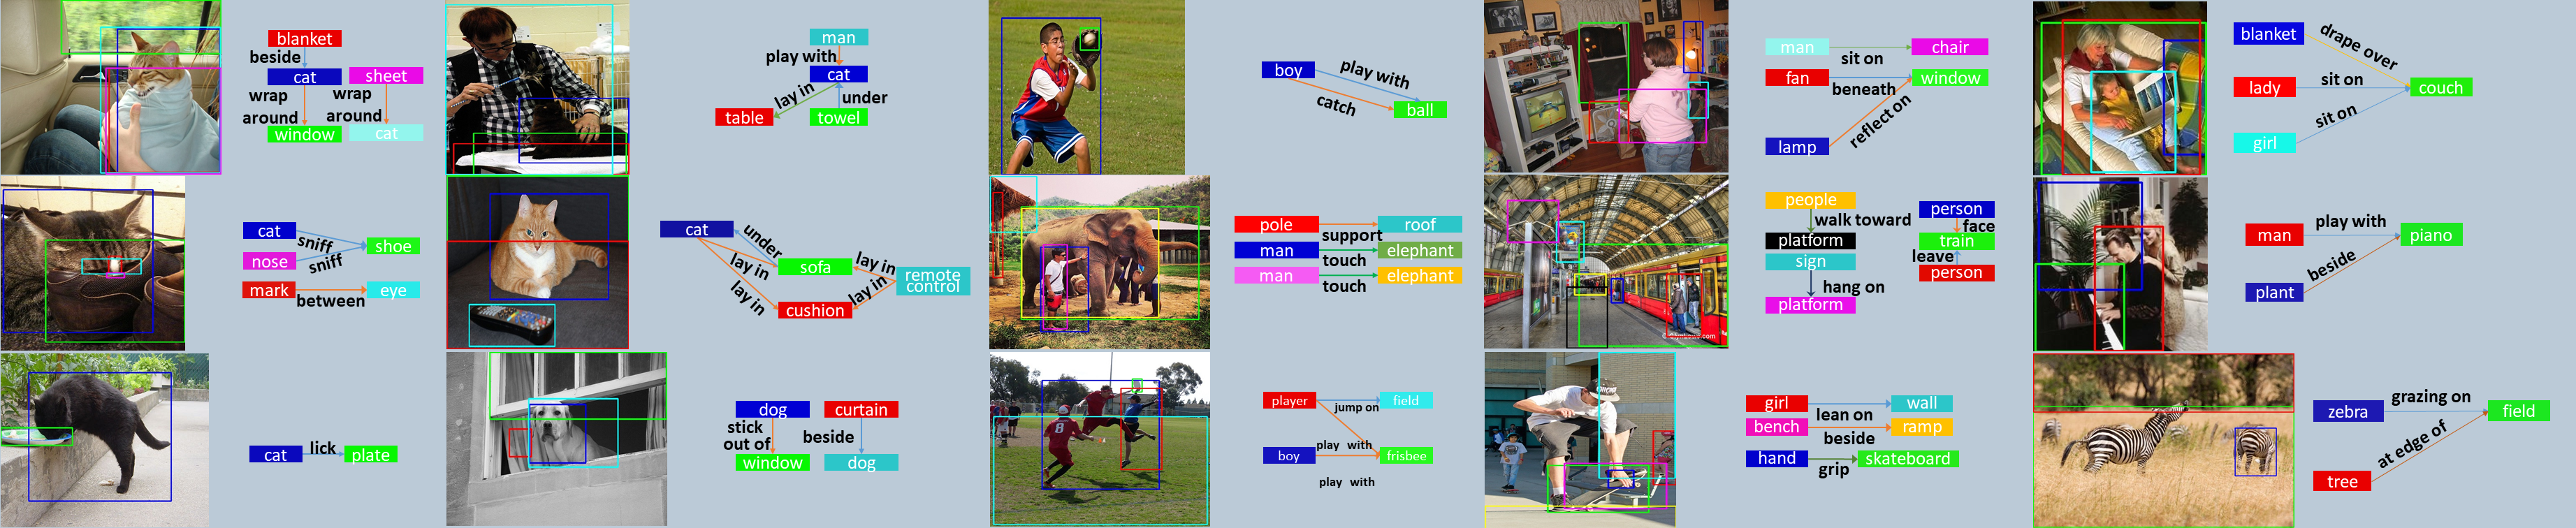 blanket
beside
cat sheet
wrap wrap
around around
window cat
man
play with
cat
lay in under
table towel
boy play with
catch ball
man sit on chair
fan beneath window
lamp reflect on
blanket drape over
lady sit on couch
girl sit on
cat sniff shoe
nose sniff
mark between eye
cat under
lay in sofa lay in remote
control
lay in cushion lay in
pole support roof
man touch elephant
man touch elephant
people person
walk toward face
platform train
sign leave person
hang on
platform
man play with piano
plant beside
cat lick plate
dog curtain
stick
out of beside
window dog
8
player jump on field
boy play with frisbee
play with
girl lean on wall
bench beside ramp
hand grip skateboard
zebra grazing on field
tree at edge of